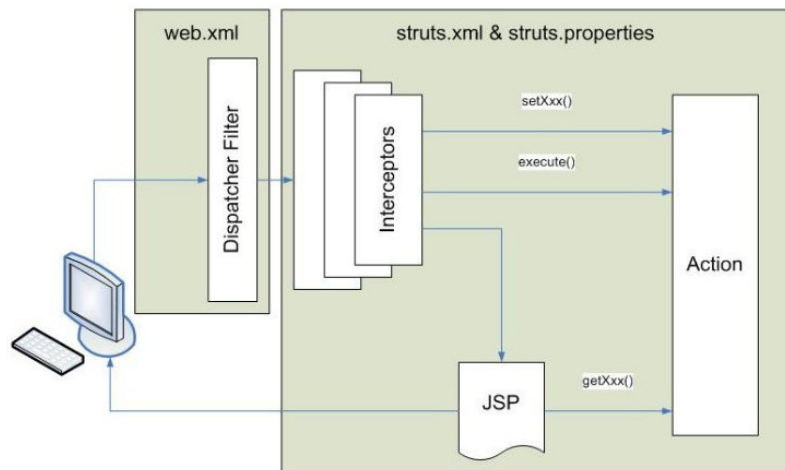 web.xml
struts.xml & struts.properties
Dispatcher Filter
Interceptors
setXxx()
execute()
Action
JSP
getXxx()